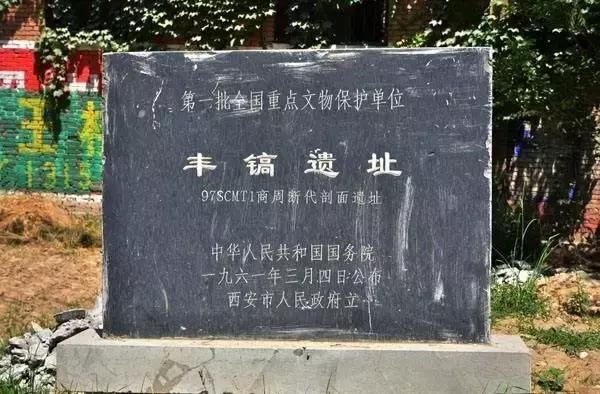 第一批全国重点文物保护单位
丰镐遗址
97SCMT1商周断代剖面遗址
中华人民共和国国务院
一九六一年三月四日公布
西安市人民政府立